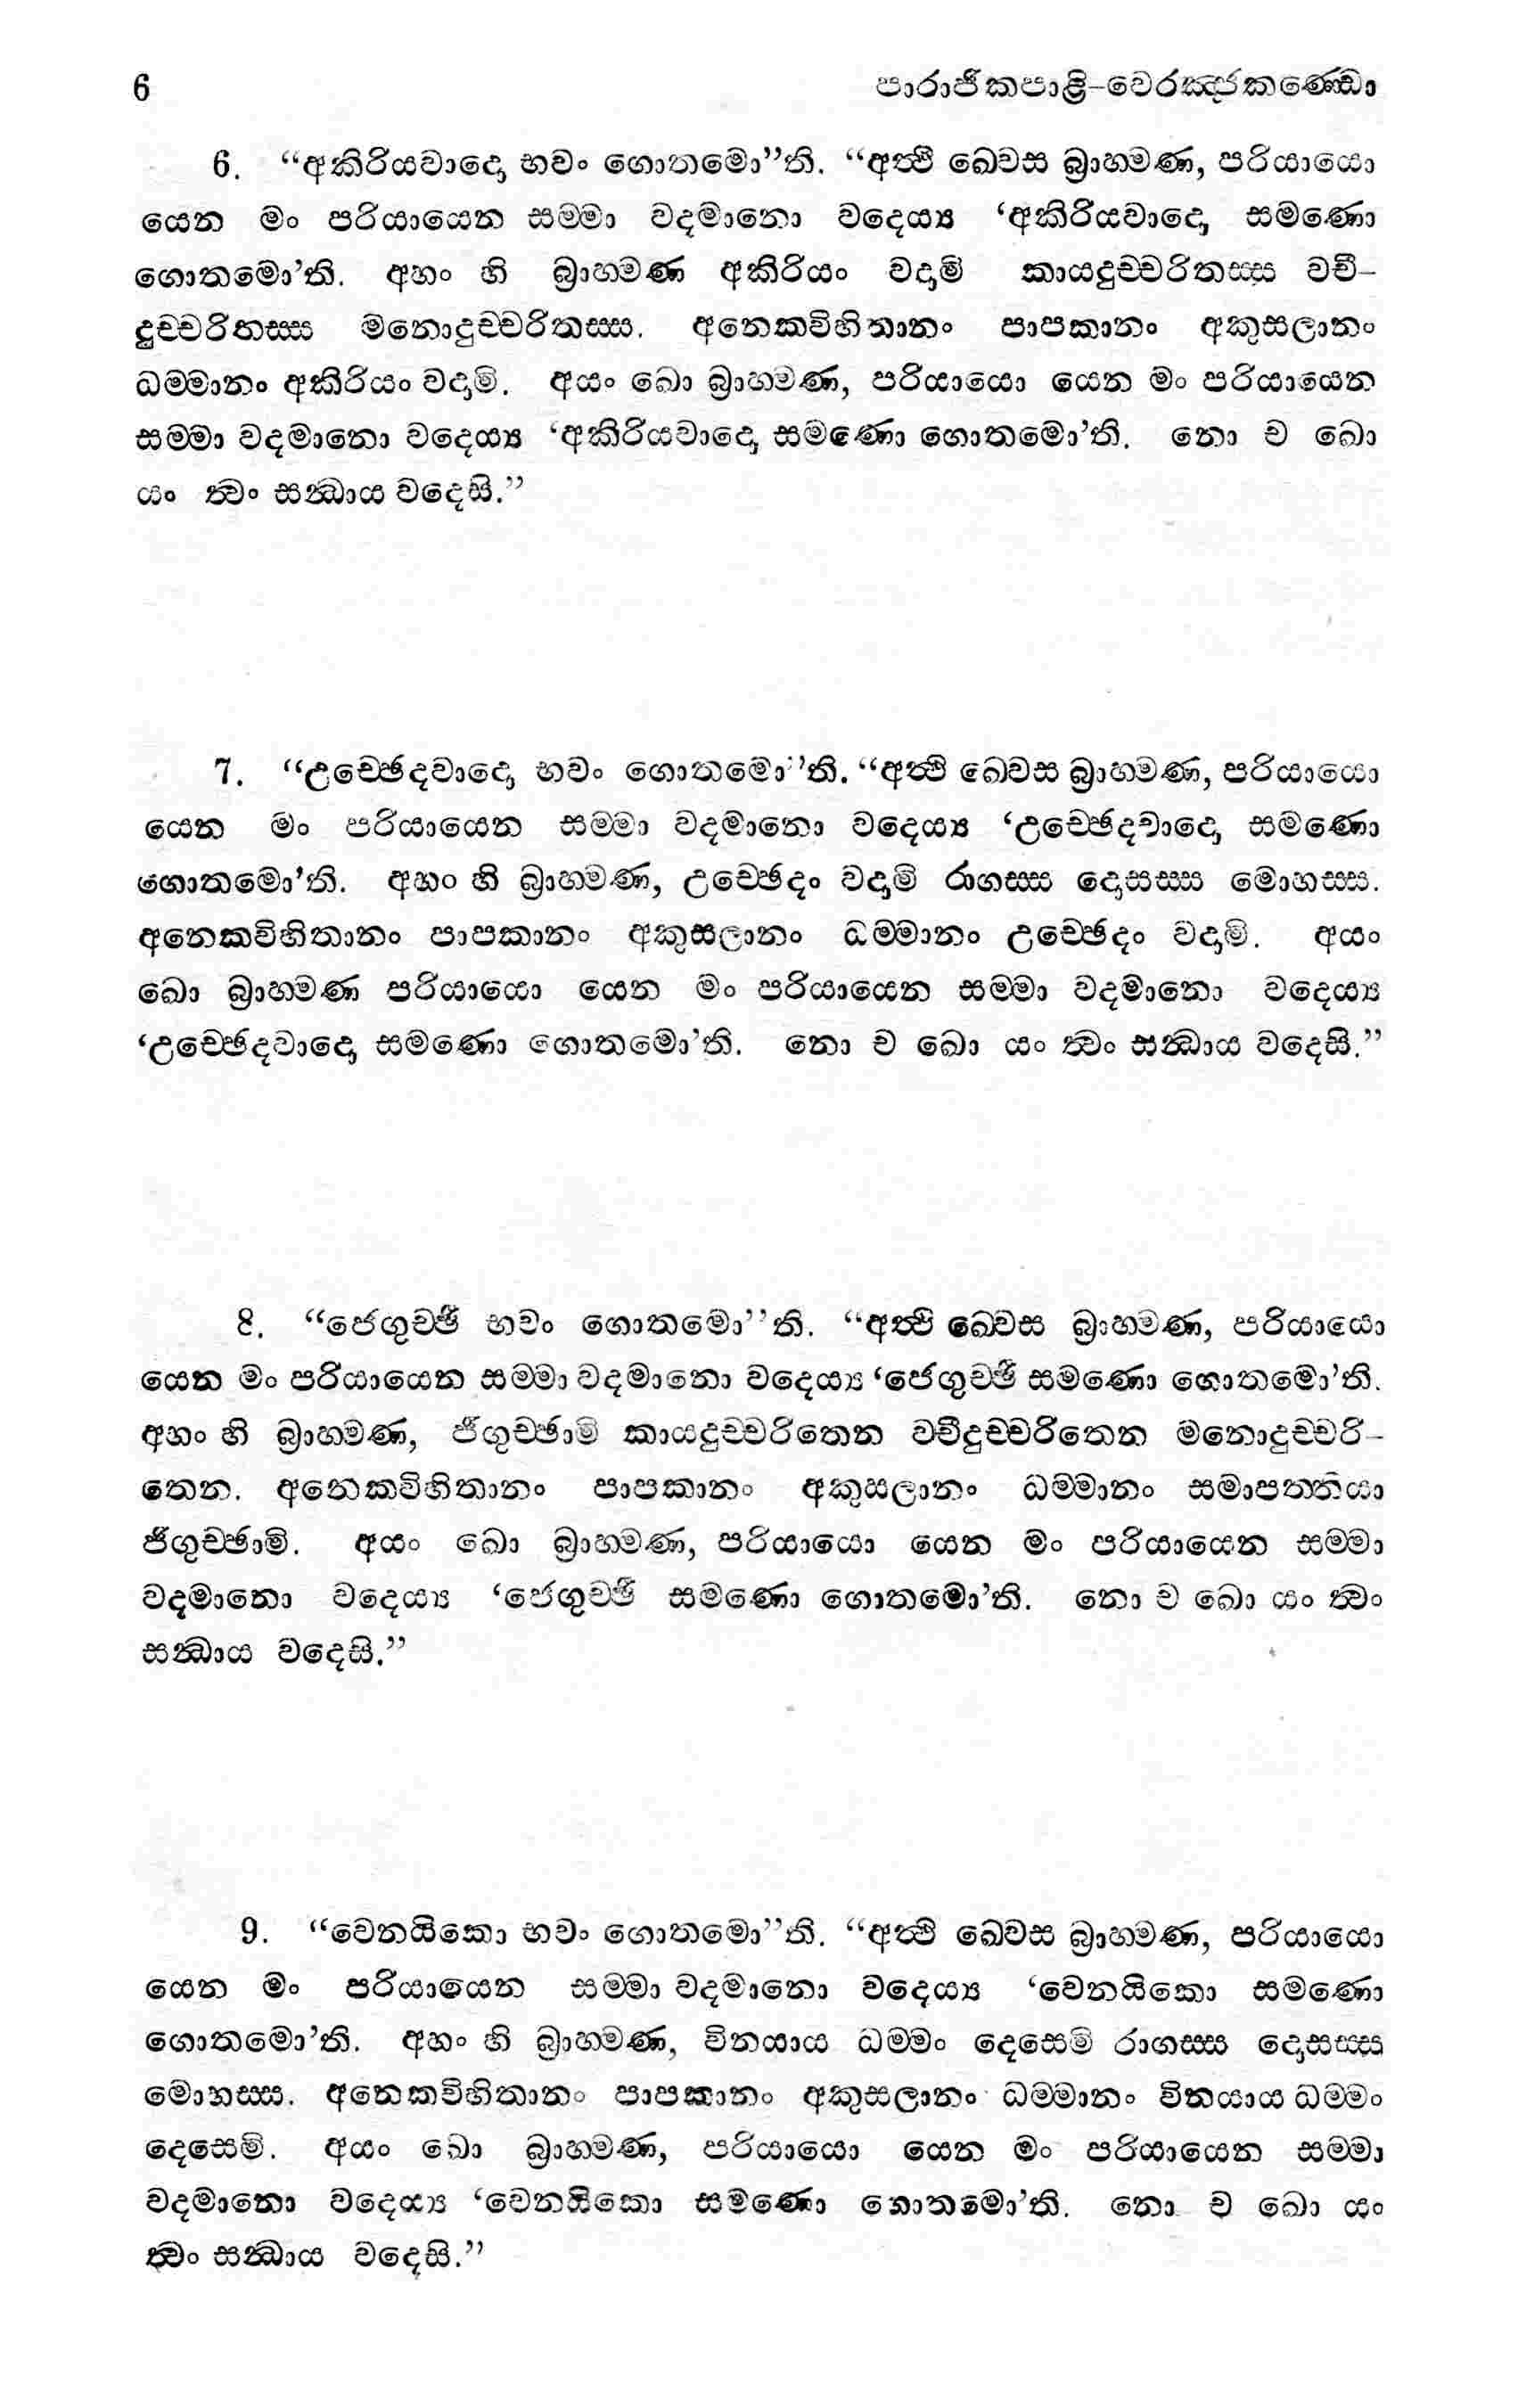 6
පාරාජිකපාළි-වෙරඤ්ජකණ්ඩො
6. “අකිරියවාදො භවං ගොතමො”ති. “අත්‍ථි ඛ්වෙස බ්‍රාහමණ, පරියායො
යෙන මං පරියායෙන සම්මා වදමානො වදෙය්‍ය ‘අකිරියවාදො සමණො
ගොතමො’ති. අහං හි බ්‍රාහමණ අකිරියං වදාමි කායදුච්චරිතස්ස වචී-
දුච්චරිතස්ස මනොදුච්චරිතස්ස. අනෙකවිහිතානං පාපකානං අකුසලානං
ධම්මානං අකිරියං වදාමි. අයං ඛො බ්‍රාහමණ, පරියායො යෙන මං පරියායෙන
සම්මා වදමානො වදෙය්‍ය ‘අකිරියවාදො සමණො ගොතමො’ති. නො ච ඛො
යං ත්‍වං සන්‍ධාය වදෙසි.”
7. “උච්ඡෙදවාදො භවං ගොතමො”ති. “අත්‍ථි ඛ්වෙස බ්‍රාහමණ, පරියායො
යෙන මං පරියායෙන සම්මා වදමානො වදෙය්‍ය ‘උච්ඡෙදවාදො සමණො
ගොතමො’ති. අහං හි බ්‍රාහමණ, උච්ඡෙදං වදාමි රාගස්ස දොසස්ස මොහස්ස.
අනෙකවිහිතානං පාපකානං අකුසලානං ධම්මානං උච්ඡෙදං වදාමි. අයං
ඛො බ්‍රාහමණ පරියායො යෙන මං පරියායෙන සම්මා වදමානො වදෙය්‍ය
‘උච්ඡෙදවාදො සමණො ගොතමො’ති. නො ච ඛො යං ත්‍වං සන්‍ධාය වදෙසි.”
8. “ජෙගුච්ඡී භවං ගොතමො”ති. “අත්‍ථි ඛ්වෙස බ්‍රාහමණ, පරියායො
යෙන මං පරියායෙන සම්මා වදමානො වදෙය්‍ය ‘ජෙගුච්ඡී සමණො ගොතමො’ති.
අහං හි බ්‍රාහමණ, ජිගුච්ඡාමි කායදුච්චරිතෙන වචීදුච්චරිතෙන මනොදුච්චරි-
තෙන. අනෙකවිහිතානං පාපකානං අකුසලානං ධම්මානං සමාපත්තියා
ජිගුච්ඡාමි. අයං ඛො බ්‍රාහමණ, පරියායො යෙන මං පරියායෙන සම්මා
වදමානො වදෙය්‍ය ‘ජෙගුච්ඡී සමණො ගොතමො’ති. නො ච ඛො යං ත්‍වං
සන්‍ධාය වදෙසි.”
9. “වෙනයිකො භවං ගොතමො”ති. “අත්‍ථි ඛ්වෙස බ්‍රාහමණ, පරියායො
යෙන මං පරියායෙන සම්මා වදමානො වදෙය්‍ය ‘වෙනයිකො සමණො
ගොතමො’ති. අහං හි බ්‍රාහමණ, විනයාය ධම්මං දෙසෙමි රාගස්ස දොසස්ස
මොහස්ස. අනෙකවිහිතානං පාපකානං අකුසලානං ධම්මානං විනයාය ධම්මං
දෙසෙමි. අයං ඛො බ්‍රාහමණ, පරියායො යෙන මං පරියායෙන සම්මා
වදමානො වදෙය්‍ය ‘වෙනයිකො සමණො ගොතමො’ති. නො ච ඛො යං
ත්‍වං සන්‍ධාය වදෙසි.”